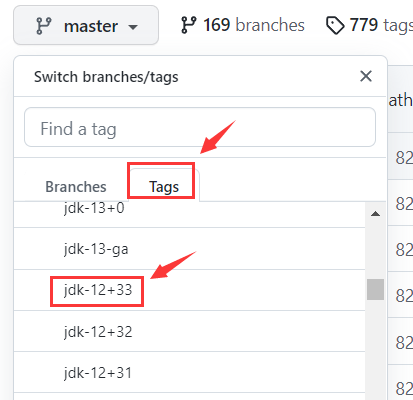 master 169 branches 779 tags
Switch branches/tags
Find a tag
ath
Branches Tags
82
jdk-13+0
82
jdk-13-ga
82
jdk-12+33
82
jdk-12+32
82
jdk-12+31
82